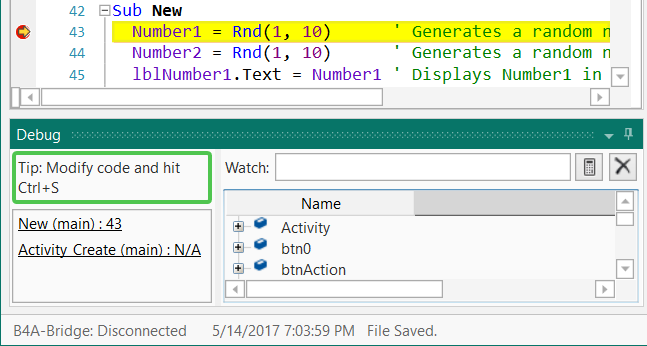 42 Sub New
43 Number1 = Rnd(1, 10) ' Generates a random n
44 Number2 = Rnd(1, 10) ' Generates a random n
45 lblNumber1.Text = Number1 ' Displays Number1 in
Debug
Tip: Modify code and hit
Ctrl+S
Watch:
New (main) : 43
Activity_Create (main) : N/A
Name
Activity
btn0
btnAction
B4A-Bridge: Disconnected 5/14/2017 7:03:59 PM File Saved.